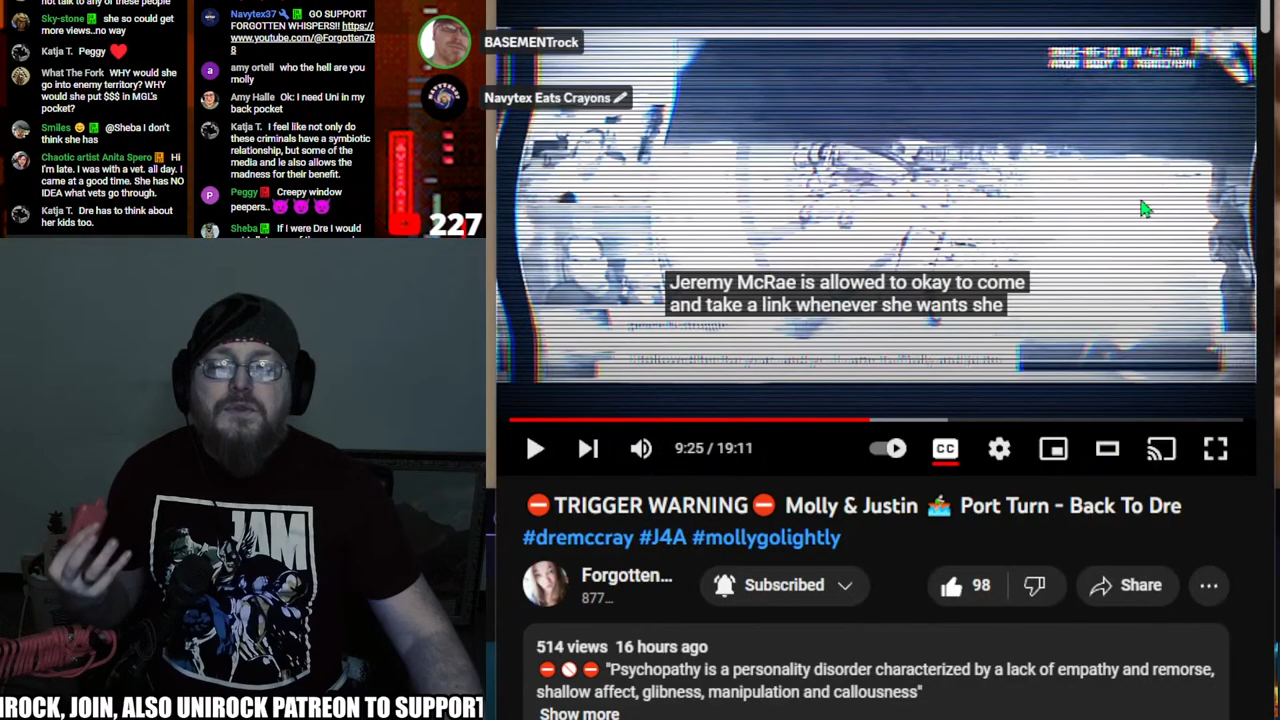 not talk to any of these people
Sky-stone she so could get
more views..no way
Katja T. Peggy
What The Fork WHY would she
go into enemy territory? WHY
would she put $$$ in MGL's
pocket?
Smiles @Sheba I don't
think she has
Chaotic artist Anita Spero Hi
I'm late. I was with a vet. all day. I
came at a good time. She has NO
IDEA what vets go through.
Katja T. Dre has to think about
her kids too.
Navytex37 GO SUPPORT
FORGOTTEN WHISPERS!! https://
www.youtube.com/@Forgotten78
8
amy ortell who the hell are you
molly
Amy Halle Ok: I need Uni in my
back pocket
Katja T. I feel like not only do
these criminals have a symbiotic
relationship, but some of the
media and le also allows the
madness for their benefit.
Peggy Creepy window
peepers..
Sheba If I were Dre I would
227
BASEMENTrock
Navytex Eats Crayons
Jeremy McRae is allowed to okay to come
and take a link whenever she wants she
9:25 / 19:11
CC
⛔TRIGGER WARNING⛔ Molly & Justin 🚣 Port Turn - Back To Dre
#dremccray #J4A #mollygolightly
Forgotten...
877...
Subscribed
98
Share
514 views 16 hours ago
⛔ 🚫 ⛔ "Psychopathy is a personality disorder characterized by a lack of empathy and remorse,
shallow affect, glibness, manipulation and callousness"
Show more
JAM
IROCK, JOIN, ALSO UNIROCK PATREON TO SUPPORT